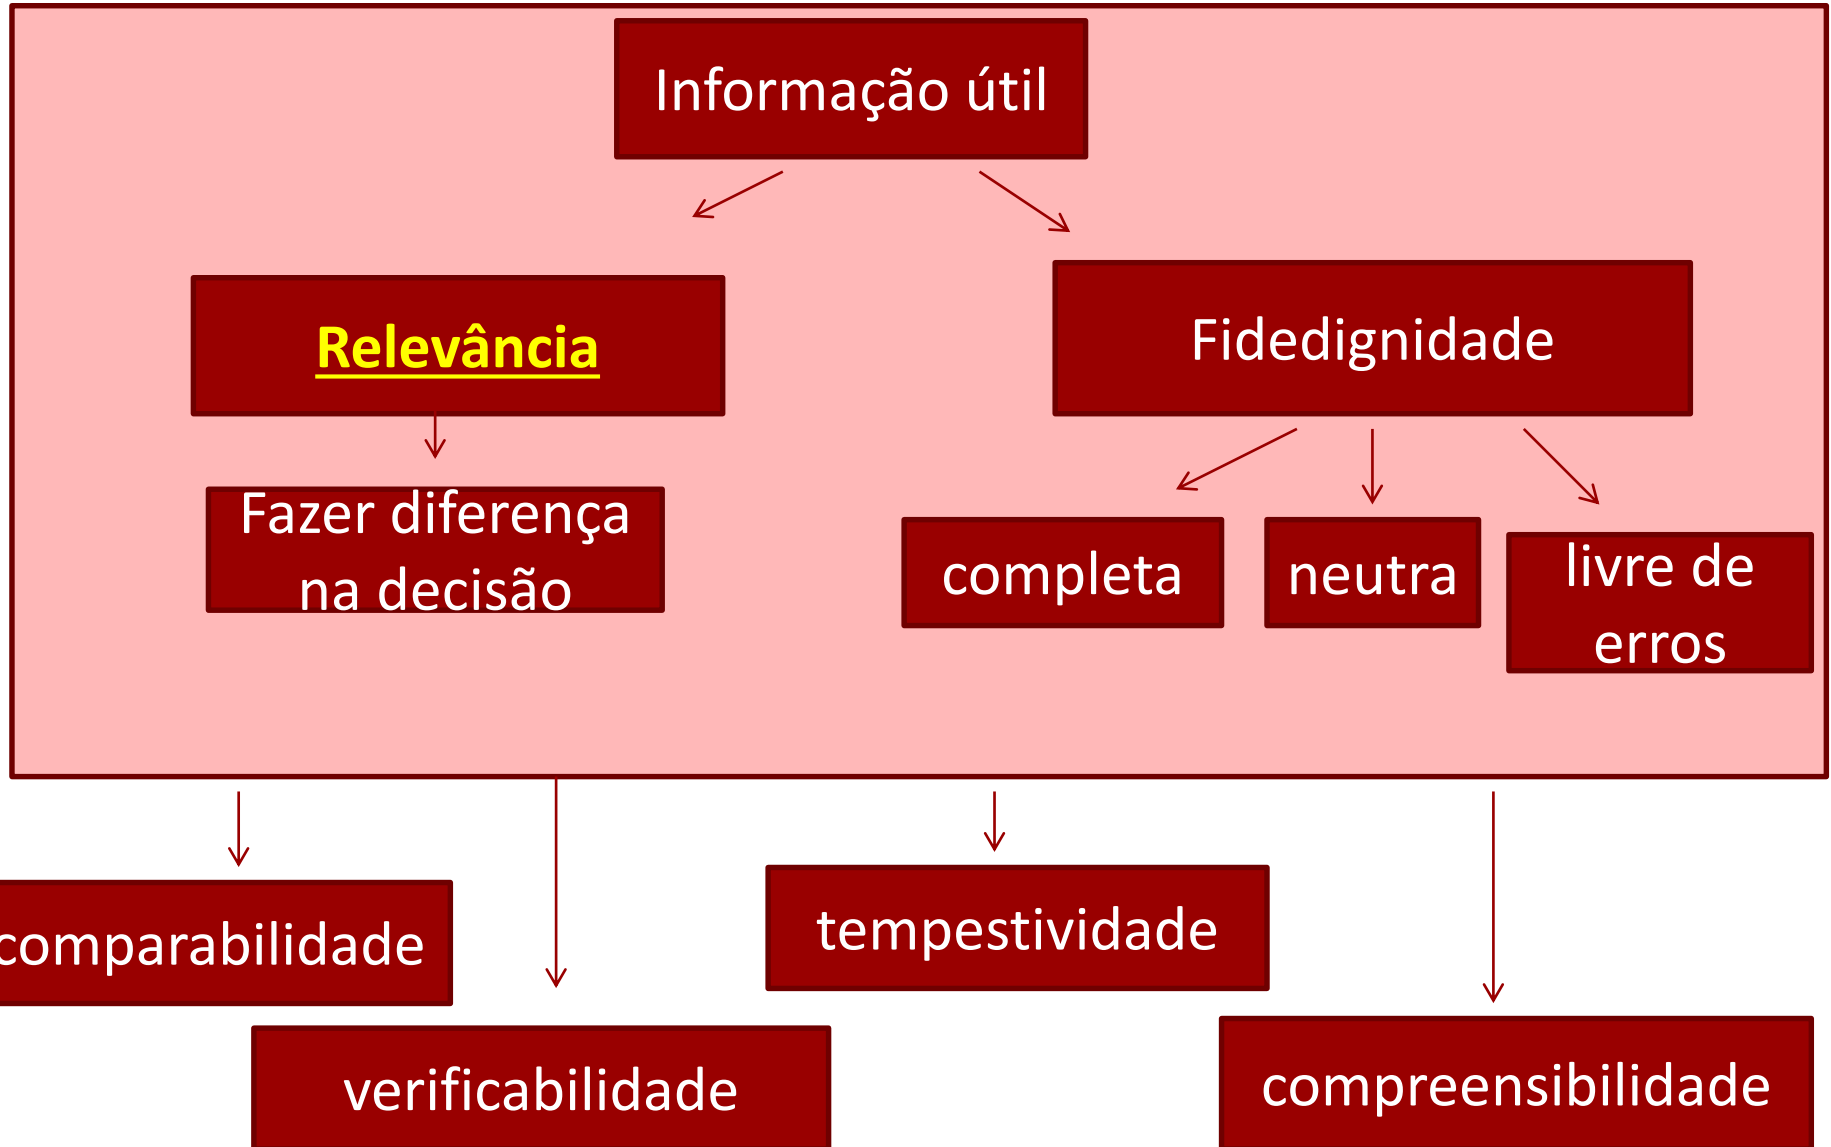 Informação útil
Relevância
Fidedignidade
Fazer diferença
na decisão
completa
neutra
livre de
erros
comparabilidade
tempestividade
verificabilidade
compreensibilidade